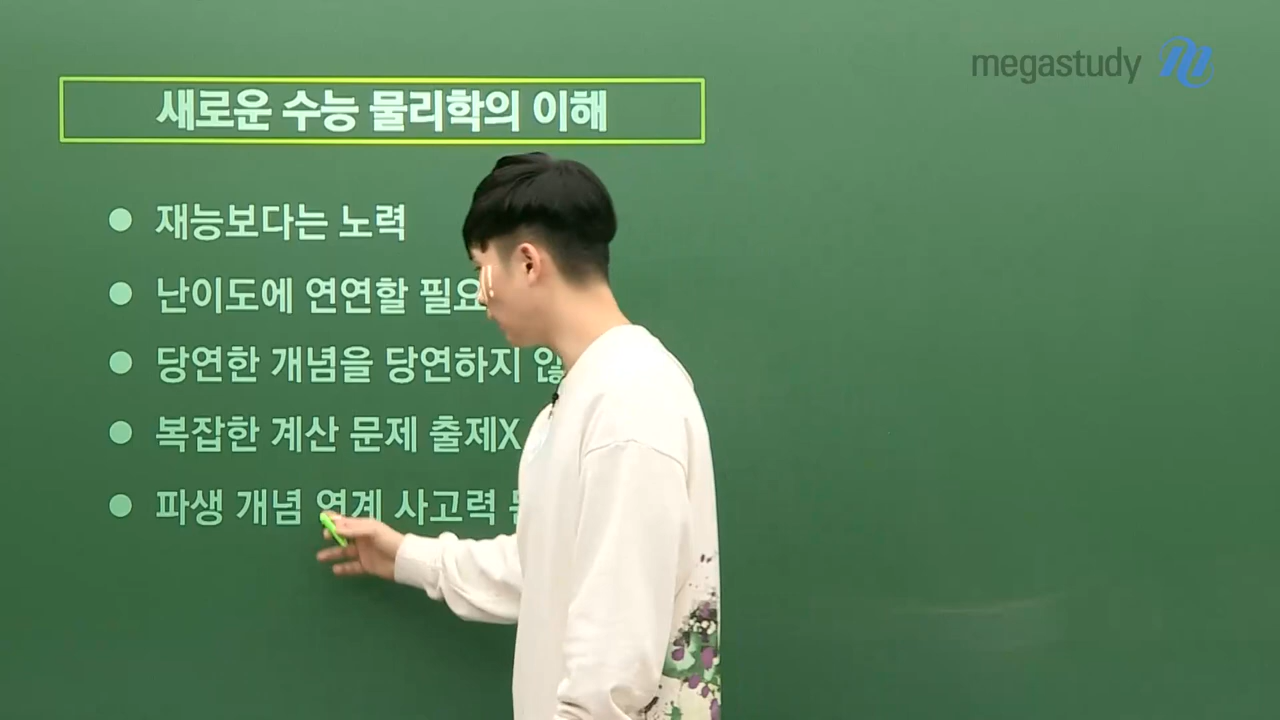 megastudy
새로운 수능 물리학의 이해
● 재능보다는 노력
● 난이도에 연연할
● 당연한 개념을 당연하지
● 복잡한 계산 문제 출제X
● 파생 개념 연계 사고력